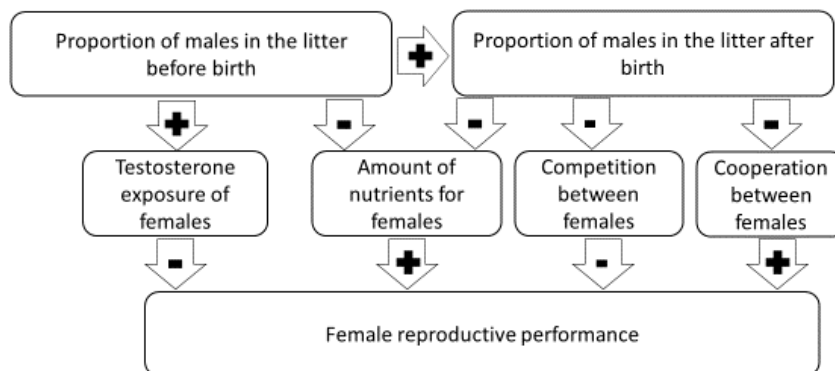 Proportion of males in the litter
before birth
+
Proportion of males in the litter after
birth
+
-
-
-
-
Testosterone
exposure of
females
Amount of
nutrients for
females
Competition
between
females
Cooperation
between
females
-
+
-
+
Female reproductive performance